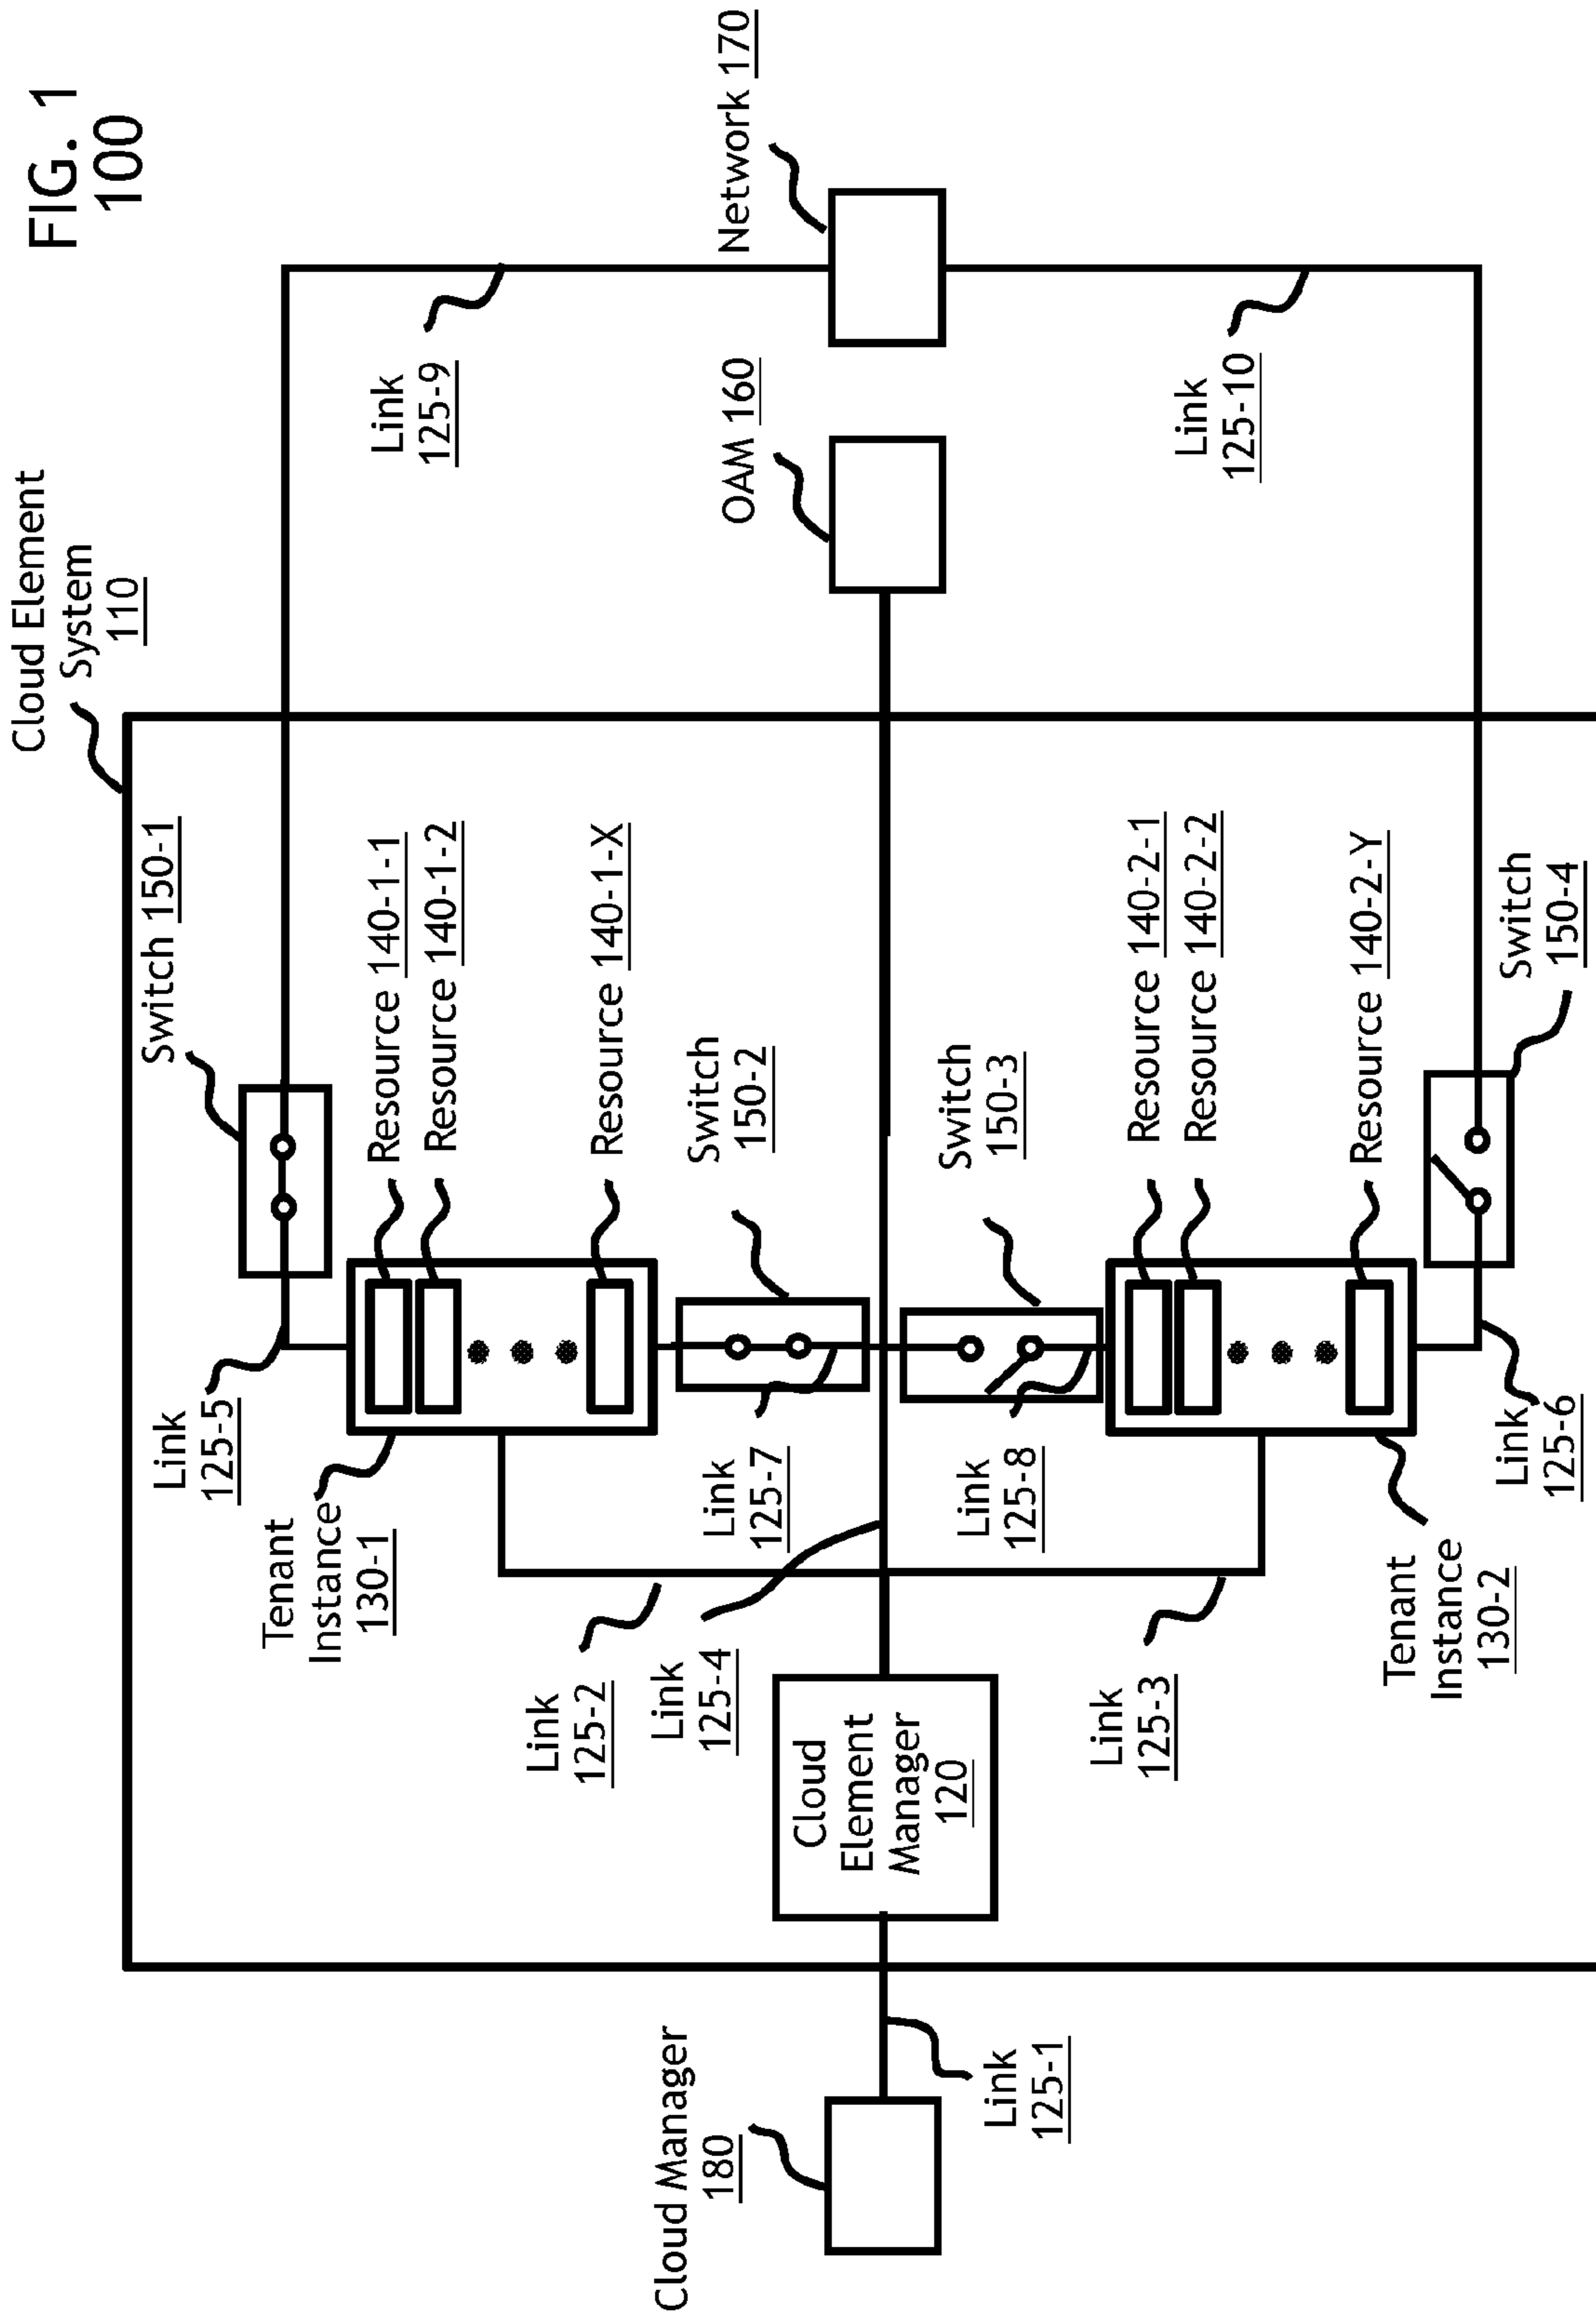 FIG. 1
100
Cloud Element
System
110
Cloud Manager
180
Link
125-1
Cloud
Element
Manager
120
Link
125-2
Link
125-4
Link
125-3
Tenant
Instance
130-1
Link
125-5
Switch 150-1
Resource 140-1-1
Resource 140-1-2
Resource 140-1-X
Switch
150-2
Link
125-7
Switch
150-3
Link
125-8
Resource 140-2-1
Resource 140-2-2
Resource 140-2-Y
Tenant
Instance
130-2
Link
125-6
Switch
150-4
Link
125-9
OAM 160
Network 170
Link
125-10